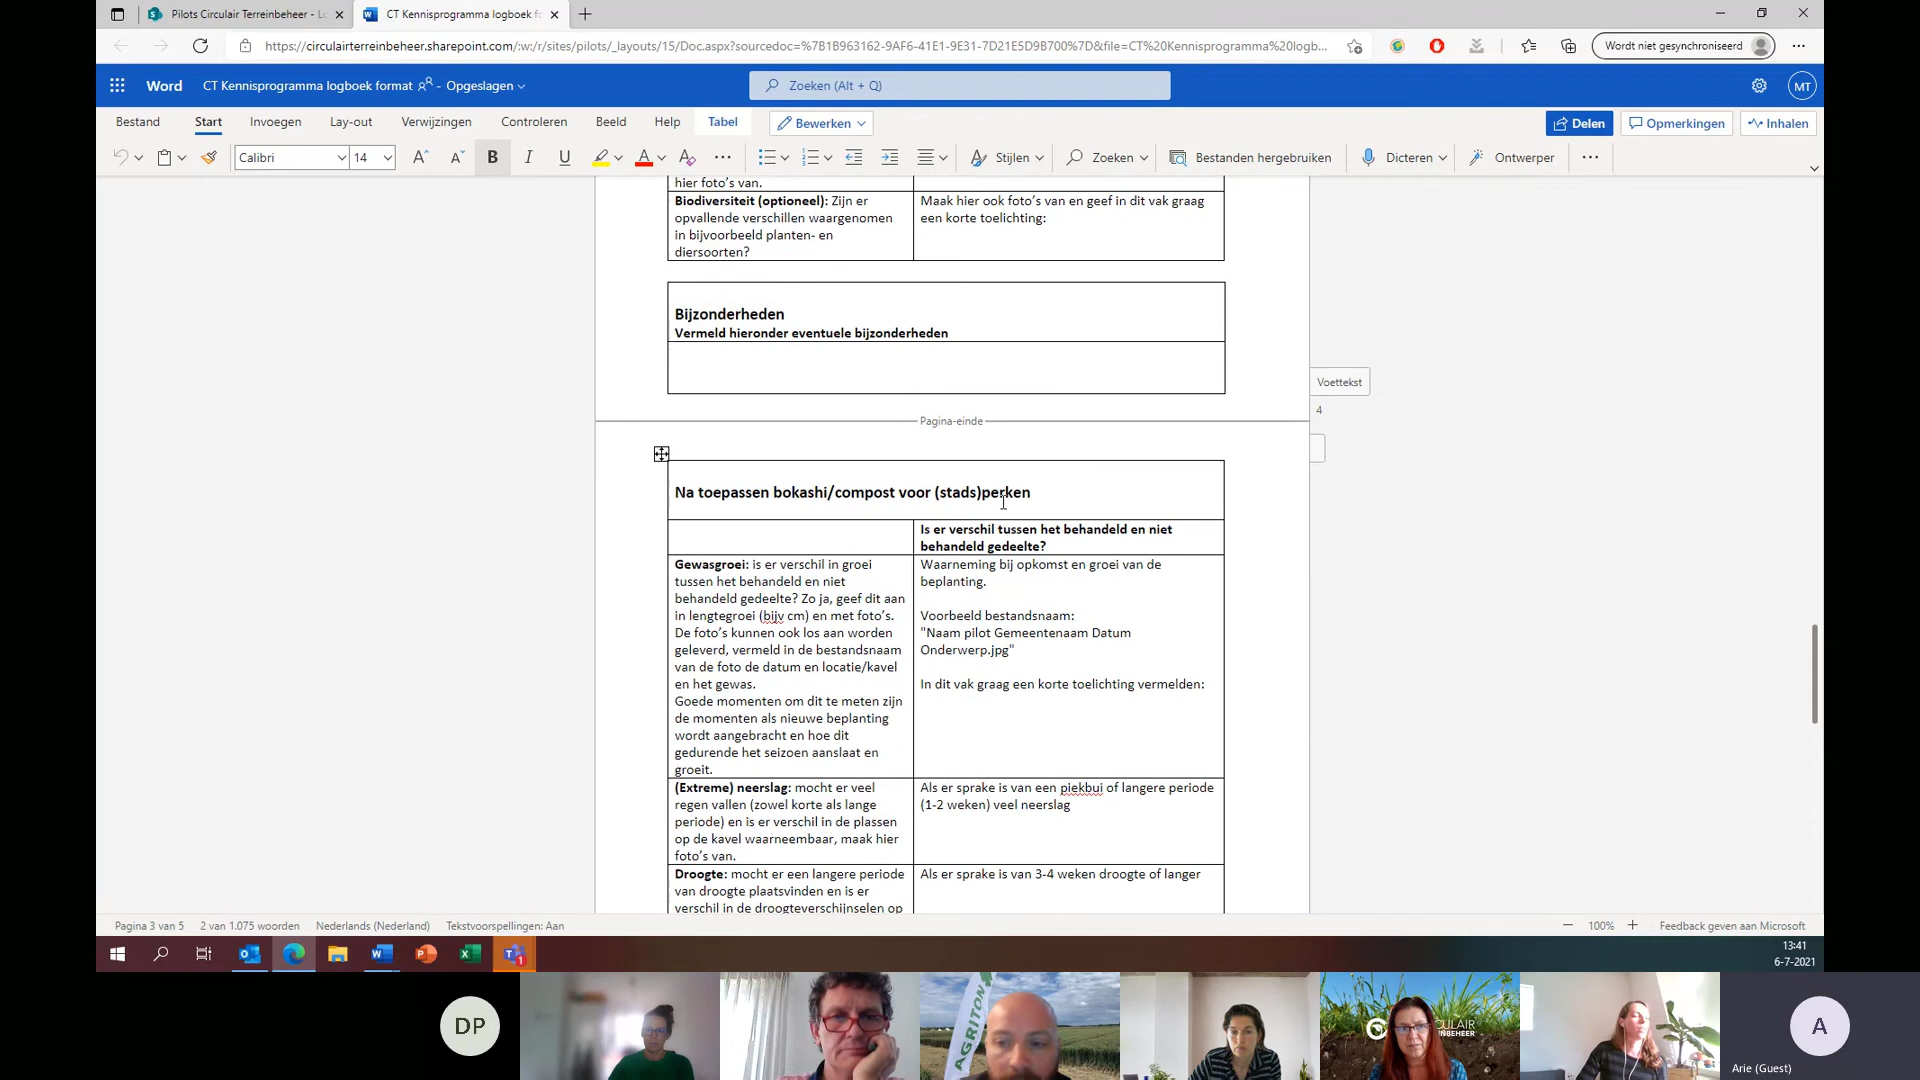 Pilots Circulair Terreinbeheer - Lo
CT Kennisprogramma logboek fo
https://circulairterreinbeheer.sharepoint.com/:w:/r/sites/pilots/_layouts/15/Doc.aspx?sourcedoc=%7B1B963162-9AF6-41E1-9E31-7D21E5D9B700%7D&file=CT%20Kennisprogramma%20logb...
Wordt niet gesynchroniseerd
Word
CT Kennisprogramma logboek format - Opgeslagen
Zoeken (Alt + Q)
MT
Bestand Start Invoegen Lay-out Verwijzingen Controleren Beeld Help Tabel Bewerken Delen Opmerkingen Inhalen
Calibri 14 B I U A Stijlen Zoeken Bestanden hergebruiken Dicteren Ontwerper
hier foto's van.
Biodiversiteit (optioneel): Zijn er
opvallende verschillen waargenomen
in bijvoorbeeld planten- en
diersoorten?
Maak hier ook foto's van en geef in dit vak graag
een korte toelichting:
Bijzonderheden
Vermeld hieronder eventuele bijzonderheden
Voettekst
4
Pagina-einde
Na toepassen bokashi/compost voor (stads)perken
Is er verschil tussen het behandeld en niet
behandeld gedeelte?
Gewasgroei: is er verschil in groei
tussen het behandeld en niet
behandeld gedeelte? Zo ja, geef dit aan
in lengtegroei (bijv cm) en met foto's.
De foto's kunnen ook los aan worden
geleverd, vermeld in de bestandsnaam
van de foto de datum en locatie/kavel
en het gewas.
Goede momenten om dit te meten zijn
de momenten als nieuwe beplanting
wordt aangebracht en hoe dit
gedurende het seizoen aanslaat en
groeit.
Waarneming bij opkomst en groei van de
beplanting.
Voorbeeld bestandsnaam:
"Naam pilot Gemeentenaam Datum
Onderwerp.jpg"
In dit vak graag een korte toelichting vermelden:
(Extreme) neerslag: mocht er veel
regen vallen (zowel korte als lange
periode) en is er verschil in de plassen
op de kavel waarneembaar, maak hier
foto's van.
Als er sprake is van een piekbui of langere periode
(1-2 weken) veel neerslag
Droogte: mocht er een langere periode
van droogte plaatsvinden en is er
verschil in de droogteverschijnselen op
Als er sprake is van 3-4 weken droogte of langer
Pagina 3 van 5 2 van 1.075 woorden Nederlands (Nederland) Tekstvoorspellingen: Aan 100% Feedback geven aan Microsoft
13:41
6-7-2021
DP
AGRITON
A
Arie (Guest)